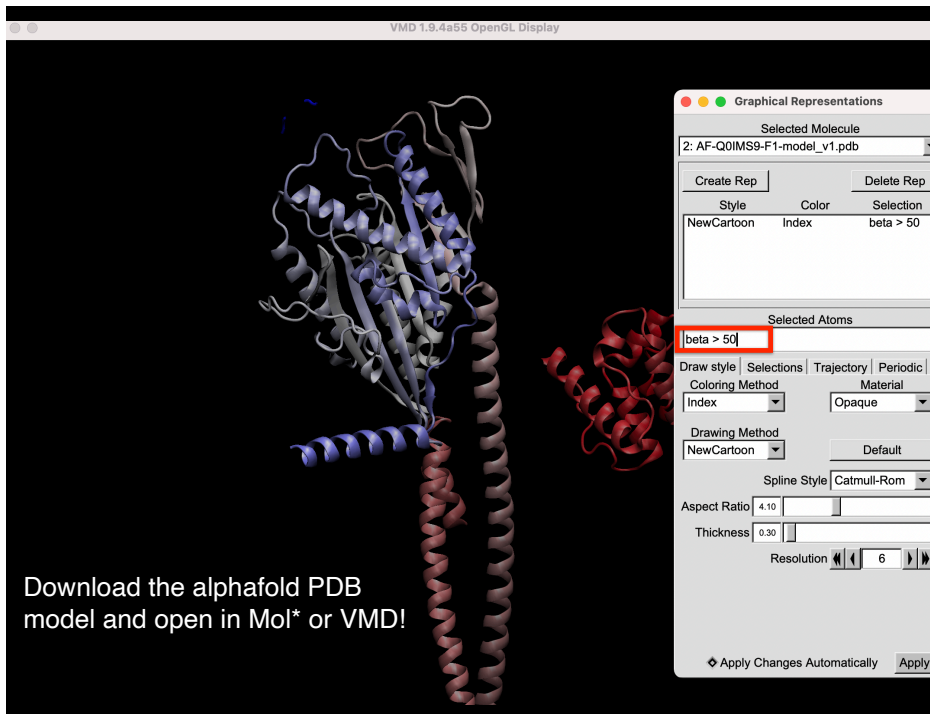 VMD 1.9.4a55 OpenGL Display
Graphical Representations
Selected Molecule
2: AF-Q0IMS9-F1-model_v1.pdb
Create Rep Delete Rep
Style Color Selection
NewCartoon Index beta > 50
Selected Atoms
beta > 50
Draw style Selections Trajectory Periodic
Coloring Method Material
Index Opaque
Drawing Method
NewCartoon Default
Spline Style Catmull-Rom
Aspect Ratio 4.10
Thickness 0.30
Resolution 6
Download the alphafold PDB
model and open in Mol* or VMD!
Apply Changes Automatically Apply